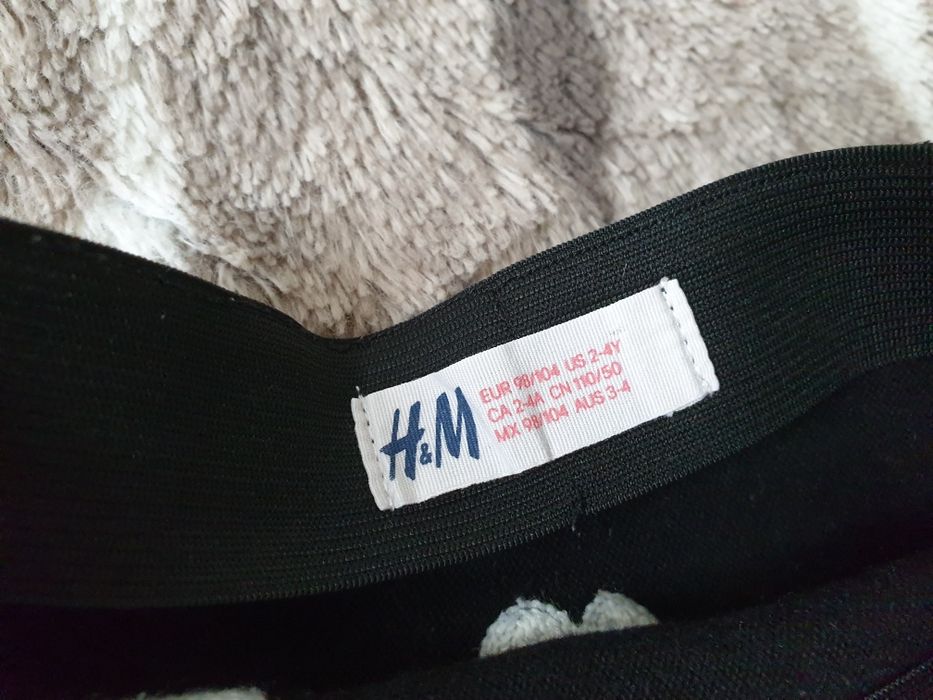 H&M
EUR 98/104 US 2-4Y
CA 2-4A CN 110/50
MX 98/104 AUS 3-4